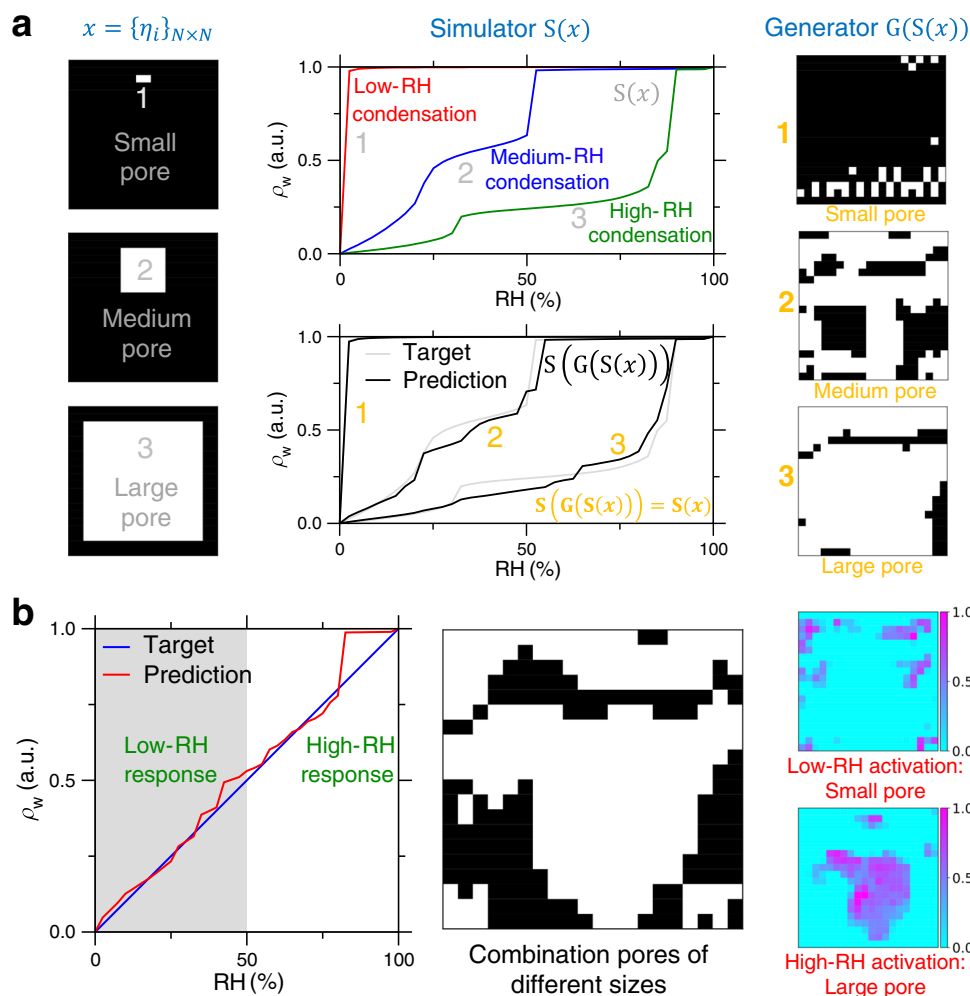 a
x = {η_i}_{N×N}
Simulator S(x)
Generator G(S(x))
1
Small
pore
2
Medium
pore
3
Large
pore
1.0
0.5
0.0
ρ_w (a.u.)
Low-RH
condensation
1
S(x)
2
Medium-RH
condensation
3
High-RH
condensation
0
50
100
RH (%)
1.0
0.5
0.0
ρ_w (a.u.)
Target
Prediction
S(G(S(x)))
1
2
3
S(G(S(x))) = S(x)
0
50
100
RH (%)
1
Small pore
2
Medium pore
3
Large pore
b
1.0
0.5
0.0
ρ_w (a.u.)
Target
Prediction
Low-RH
response
High-RH
response
0
50
100
RH (%)
Combination pores of
different sizes
1.0
0.5
0.0
Low-RH activation:
Small pore
1.0
0.5
0.0
High-RH activation:
Large pore